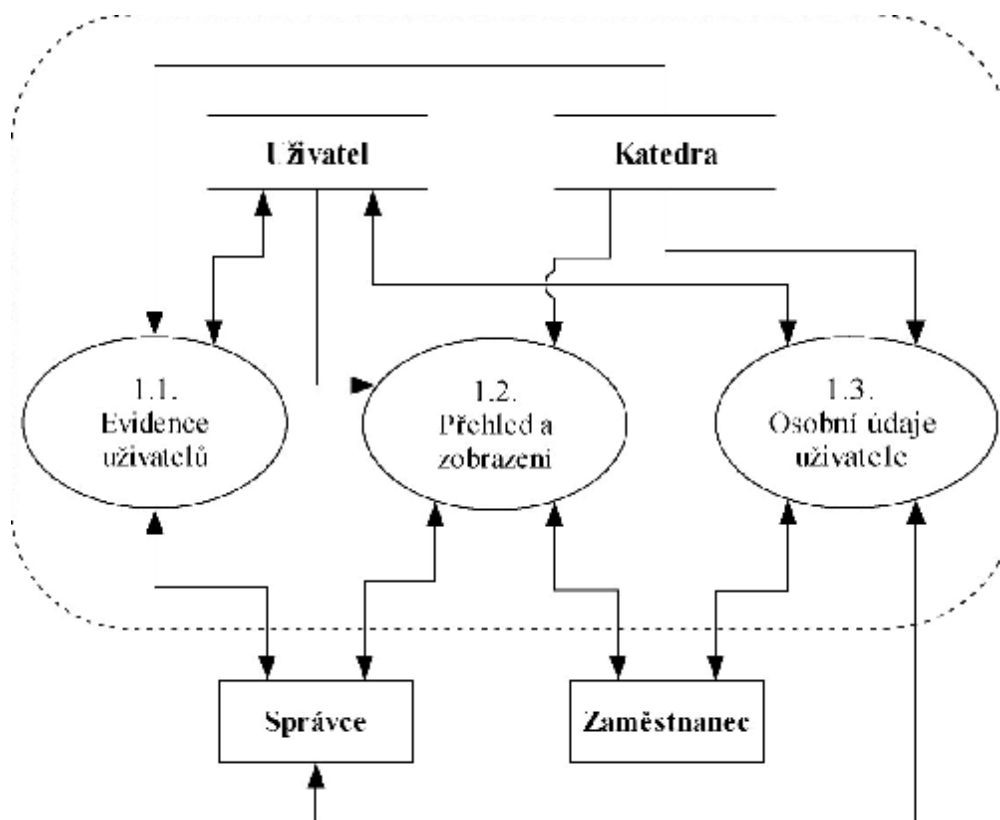 Uživatel
Katedra
1.1.
Evidence
uživatelů
1.2.
Přehled a
zobrazení
1.3.
Osobní údaje
uživatele
Správce
Zaměstnanec